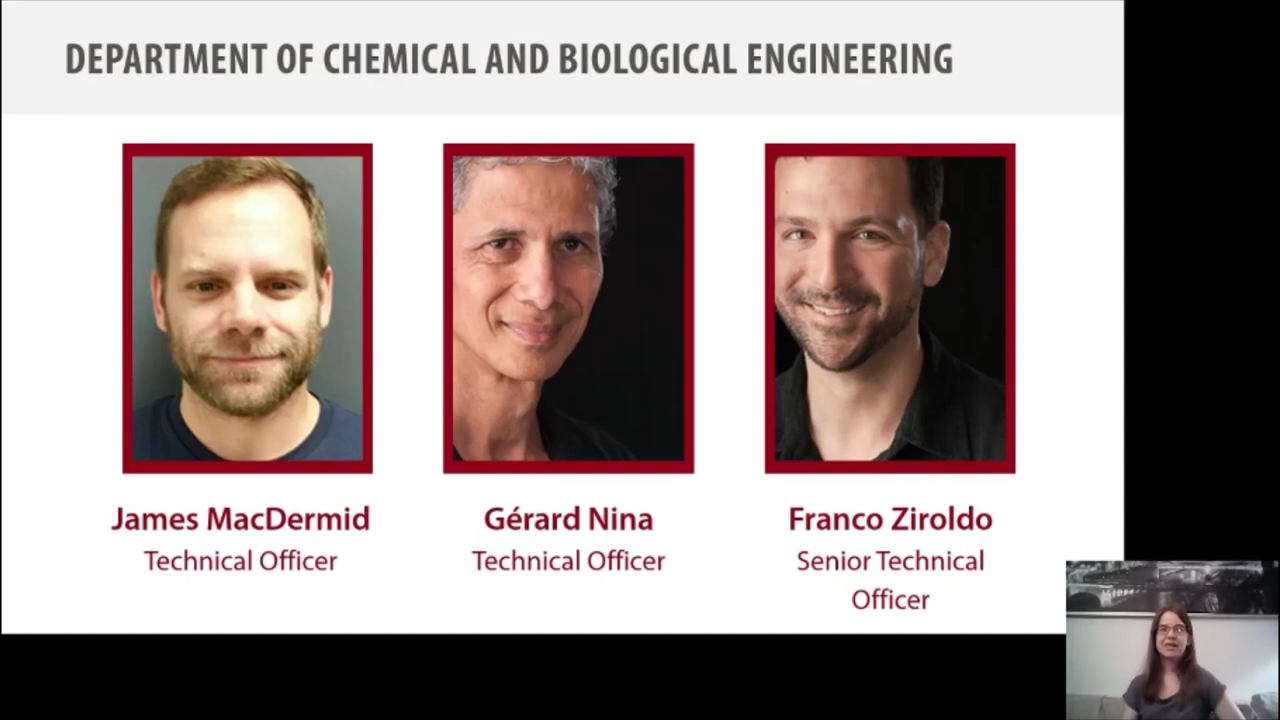 DEPARTMENT OF CHEMICAL AND BIOLOGICAL ENGINEERING
James MacDermid
Technical Officer
Gérard Nina
Technical Officer
Franco Ziroldo
Senior Technical
Officer